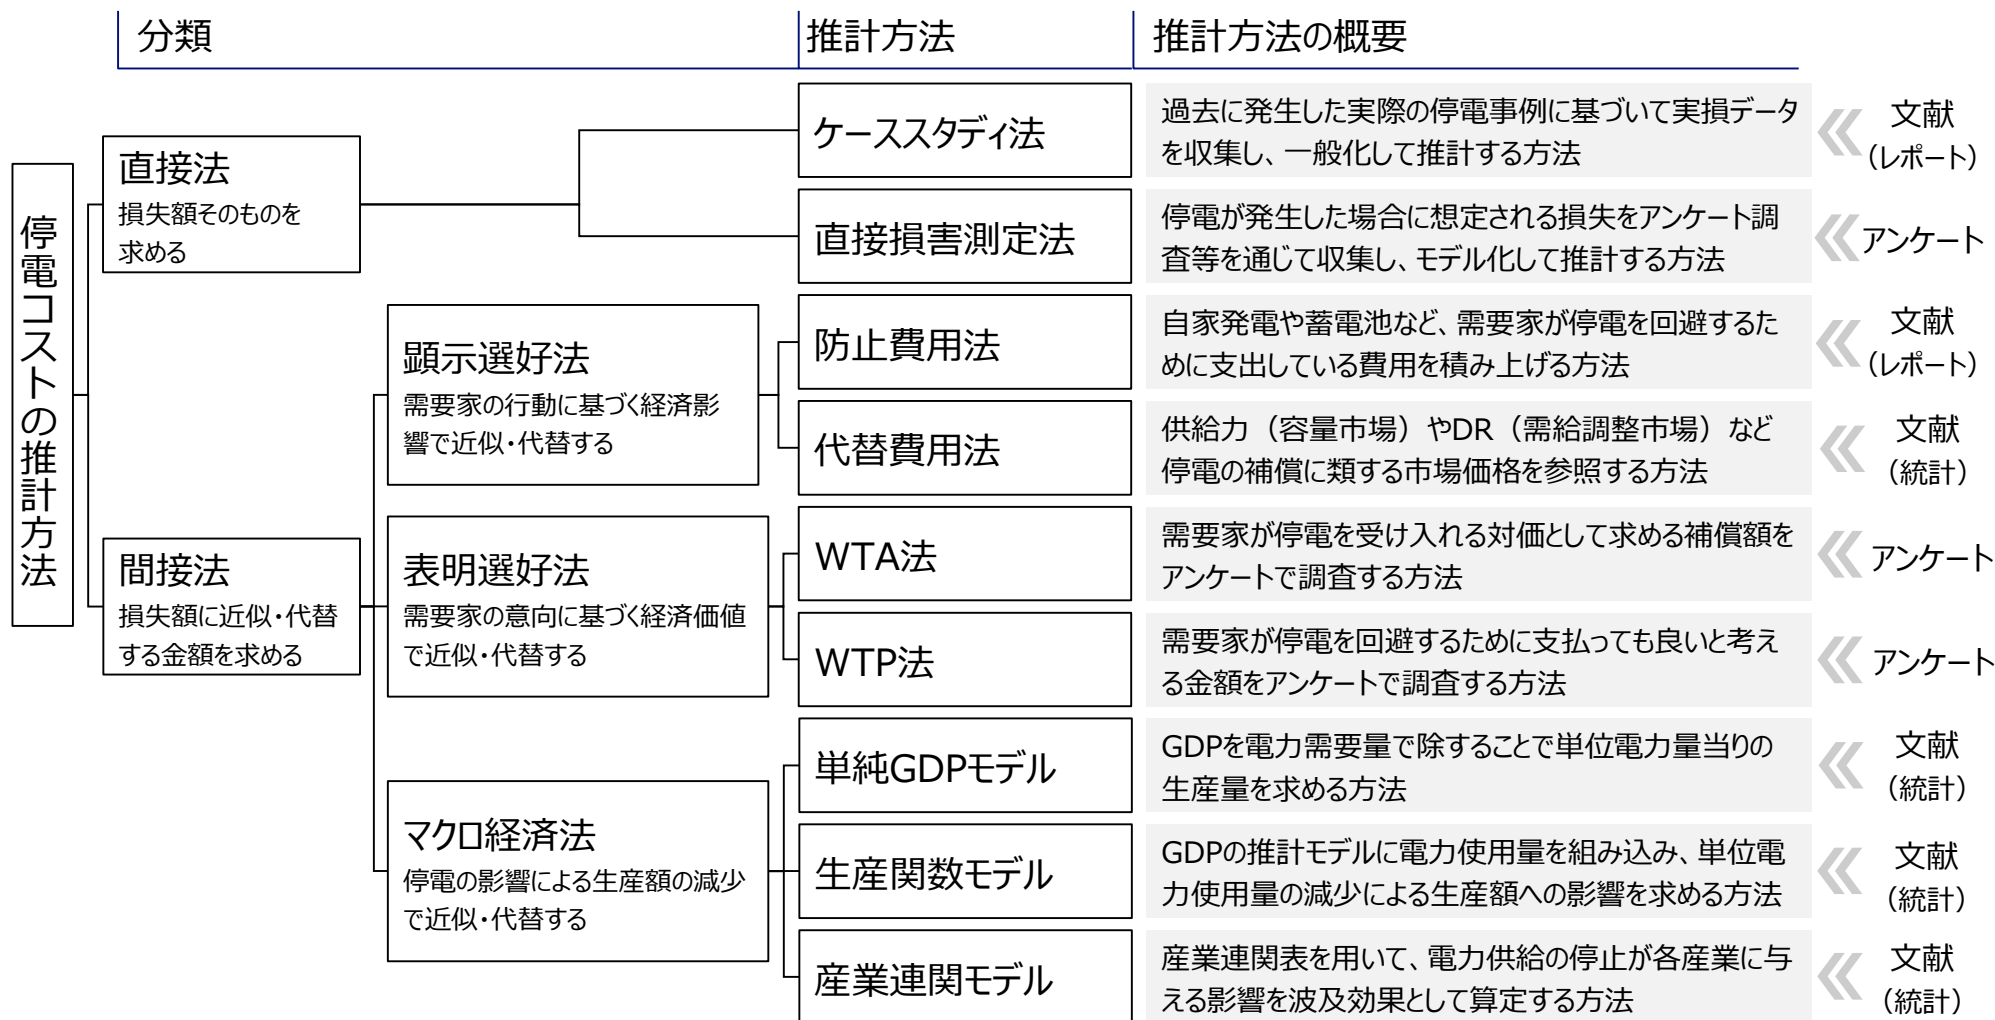 分類
推計方法
推計方法の概要
停電コストの推計方法
直接法
損失額そのものを
求める
ケーススタディ法
過去に発生した実際の停電事例に基づいて実損データ
を収集し、一般化して推計する方法
文献
（レポート）
直接損害測定法
停電が発生した場合に想定される損失をアンケート調
査等を通じて収集し、モデル化して推計する方法
アンケート
間接法
損失額に近似・代替
する金額を求める
顕示選好法
需要家の行動に基づく経済影
響で近似・代替する
防止費用法
自家発電や蓄電池など、需要家が停電を回避するた
めに支出している費用を積み上げる方法
文献
（レポート）
代替費用法
供給力（容量市場）やDR（需給調整市場）など
停電の補償に類する市場価格を参照する方法
文献
（統計）
表明選好法
需要家の意向に基づく経済価値
で近似・代替する
WTA法
需要家が停電を受け入れる対価として求める補償額を
アンケートで調査する方法
アンケート
WTP法
需要家が停電を回避するために支払っても良いと考え
る金額をアンケートで調査する方法
アンケート
マクロ経済法
停電の影響による生産額の減少
で近似・代替する
単純GDPモデル
GDPを電力需要量で除することで単位電力量当りの
生産量を求める方法
文献
（統計）
生産関数モデル
GDPの推計モデルに電力使用量を組み込み、単位電
力使用量の減少による生産額への影響を求める方法
文献
（統計）
産業連関モデル
産業連関表を用いて、電力供給の停止が各産業に与
える影響を波及効果として算定する方法
文献
（統計）